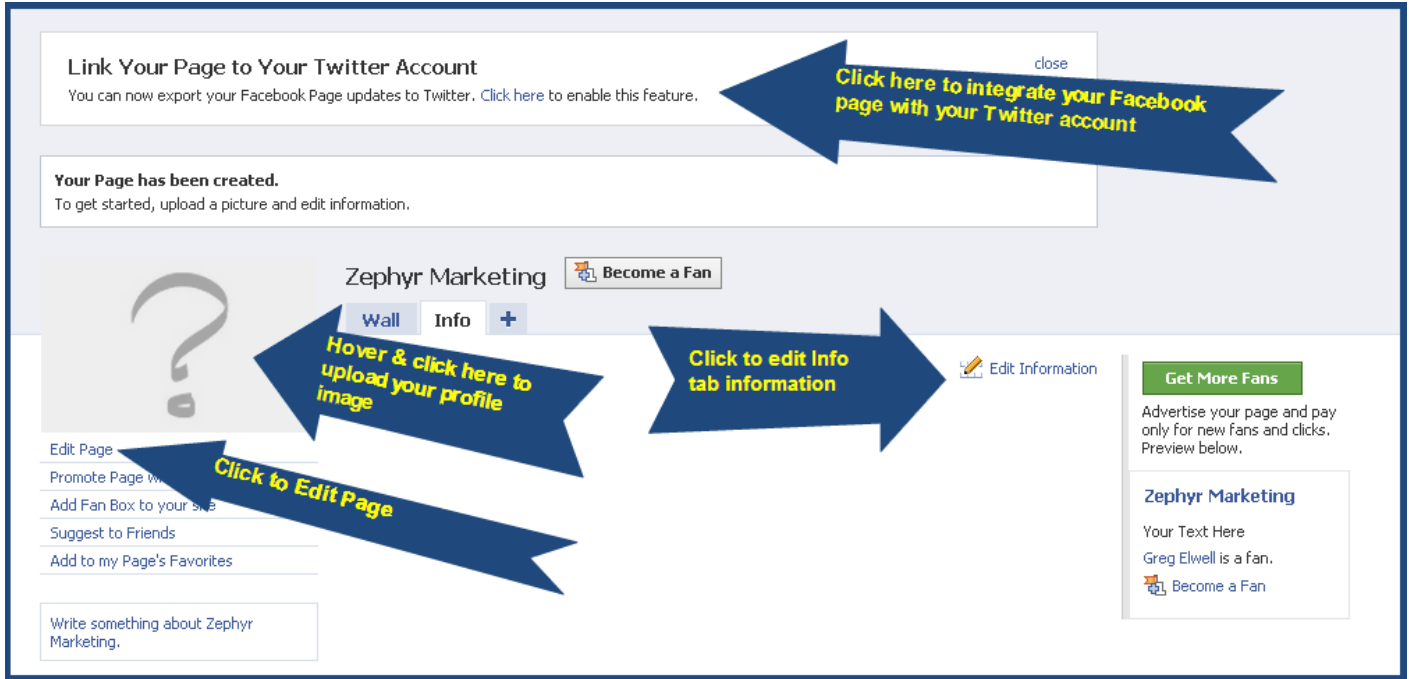 Link Your Page to Your Twitter Account
close
You can now export your Facebook Page updates to Twitter. Click here to enable this feature.
Click here to integrate your Facebook
page with your Twitter account
Your Page has been created.
To get started, upload a picture and edit information.
Zephyr Marketing
Become a Fan
Wall
Info
+
Hover & click here to
upload your profile
image
Click to edit Info
tab information
Edit Information
Get More Fans
Advertise your page and pay
only for new fans and clicks.
Preview below.
Edit Page
Click to Edit Page
Promote Page
Add Fan Box to your site
Suggest to Friends
Add to my Page's Favorites
Zephyr Marketing
Your Text Here
Greg Elwell is a fan.
Become a Fan
Write something about Zephyr
Marketing.